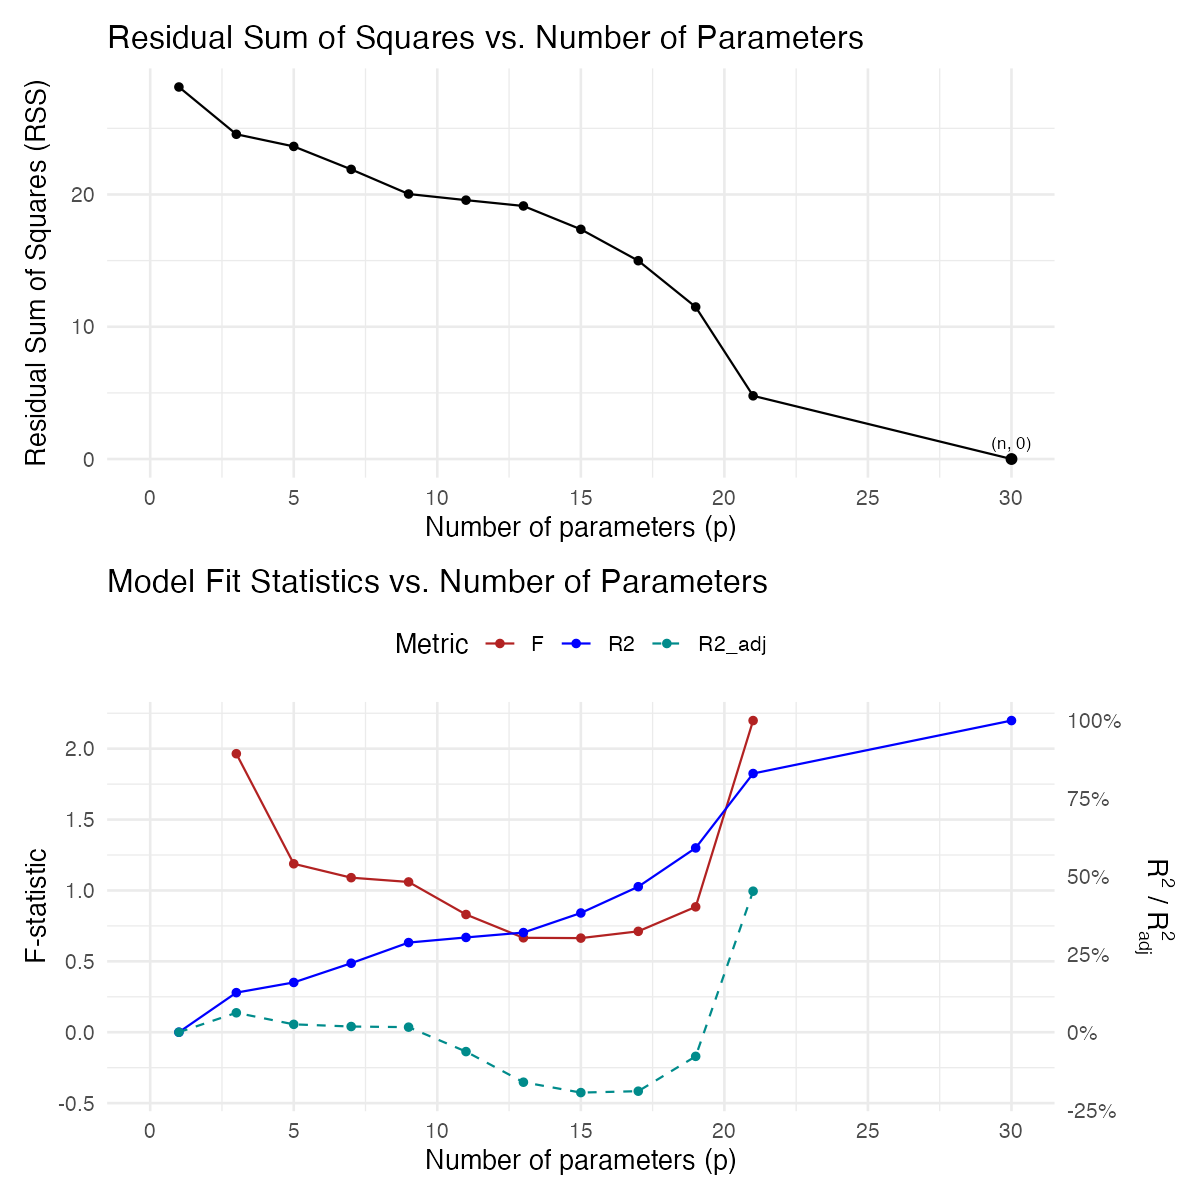 Residual Sum of Squares vs. Number of Parameters
Residual Sum of Squares (RSS)
20
10
0
(n, 0)
0 5 10 15 20 25 30
Number of parameters (p)
Model Fit Statistics vs. Number of Parameters
Metric F R2 R2_adj
F-statistic
2.0
1.5
1.0
0.5
0.0
-0.5
100%
75%
50%
25%
0%
-25%
R² / R²adj
0 5 10 15 20 25 30
Number of parameters (p)